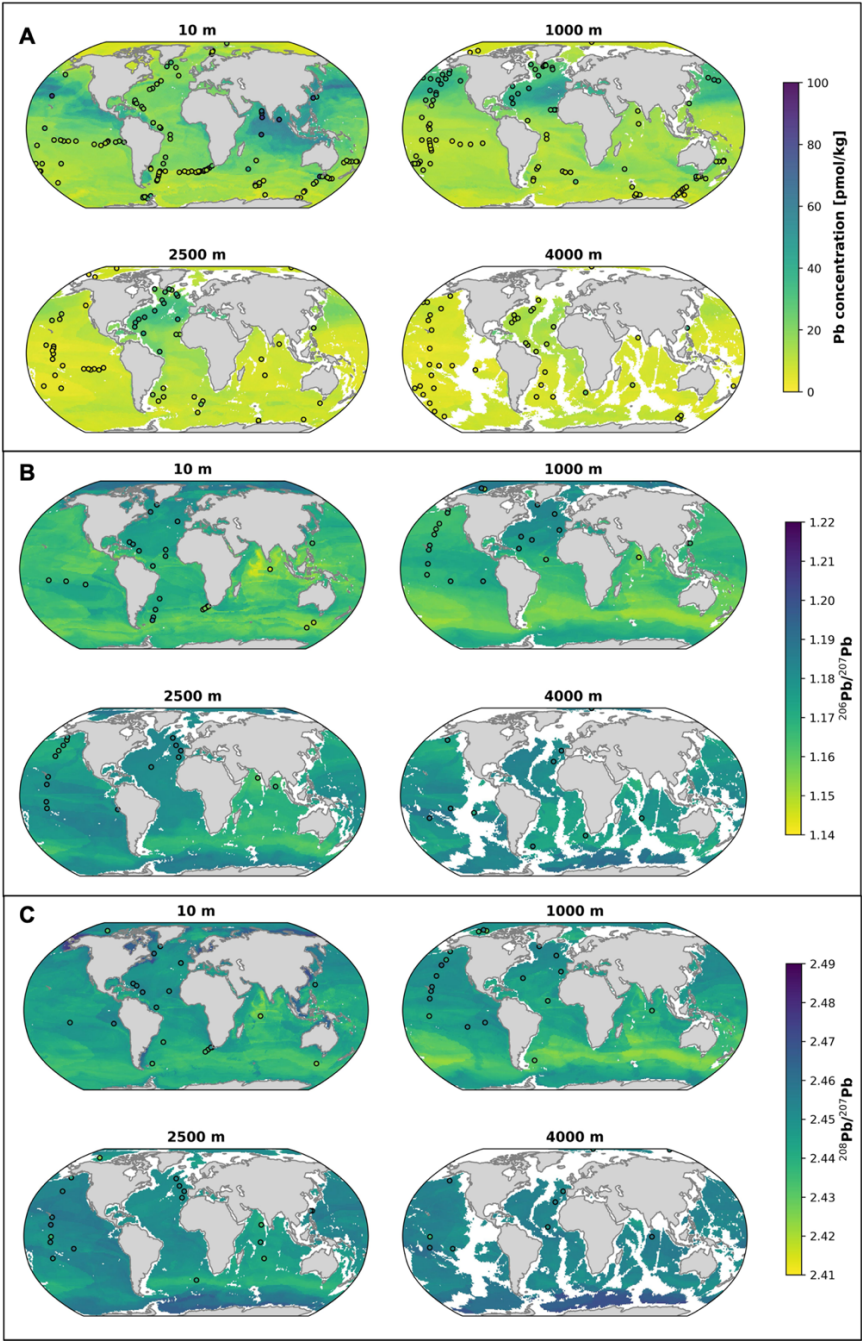 A
10 m
1000 m
2500 m
4000 m
100
80
60
40
20
0
Pb concentration [pmol/kg]
B
10 m
1000 m
2500 m
4000 m
1.22
1.21
1.20
1.19
1.18
1.17
1.16
1.15
1.14
²⁰⁶Pb/²⁰⁷Pb
C
10 m
1000 m
2500 m
4000 m
2.49
2.48
2.47
2.46
2.45
2.44
2.43
2.42
2.41
²⁰⁸Pb/²⁰⁷Pb